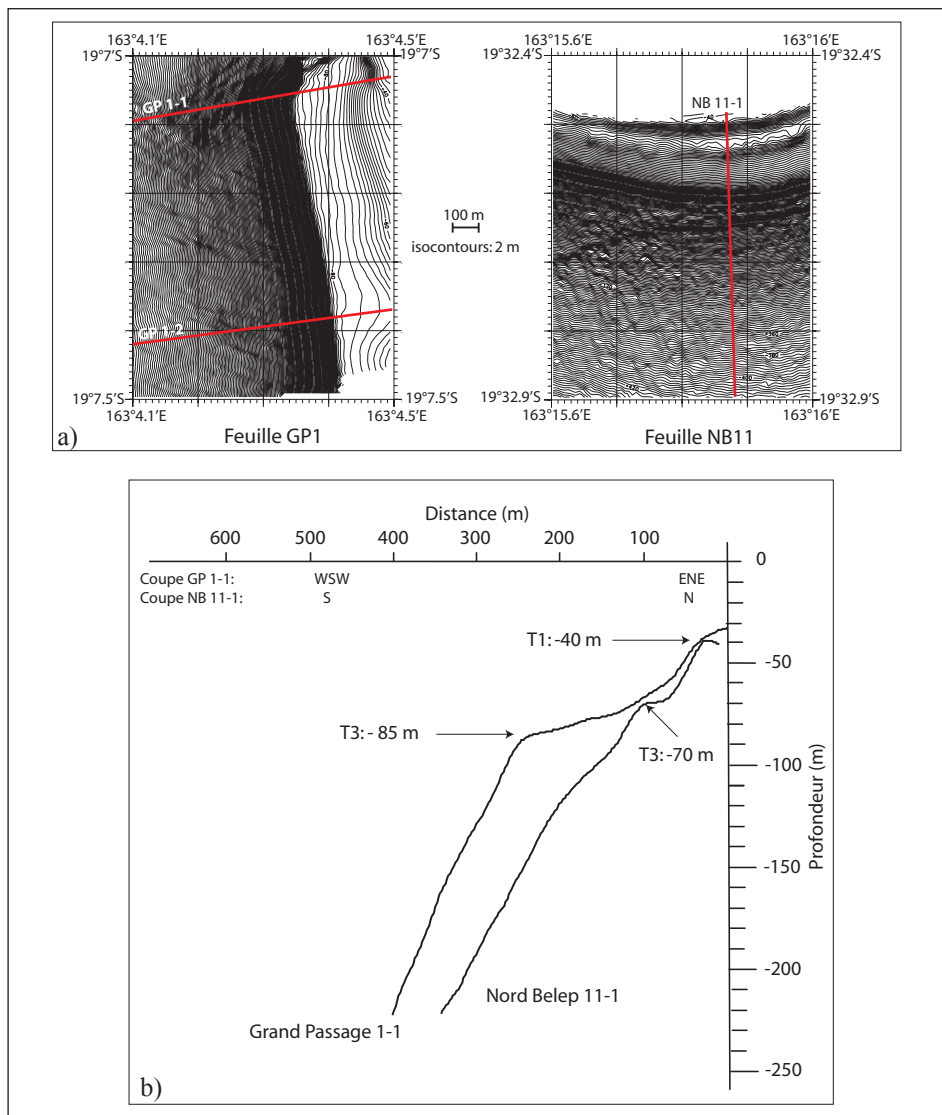 163°4.1'E
163°4.5'E
19°7'S
19°7'S
GP 1-1
GP 1-2
19°7.5'S
19°7.5'S
163°4.1'E
163°4.5'E
Feuille GP1
a)
100 m
isocontours: 2 m
163°15.6'E
163°16'E
19°32.4'S
19°32.4'S
NB 11-1
19°32.9'S
19°32.9'S
163°15.6'E
163°16'E
Feuille NB11
Distance (m)
600 500 400 300 200 100
0
Coupe GP 1-1: WSW ENE
Coupe NB 11-1: S N
T1: -40 m
-50
T3: - 85 m
T3: -70 m
-100
Profondeur (m)
-150
-200
Nord Belep 11-1
Grand Passage 1-1
-250
b)